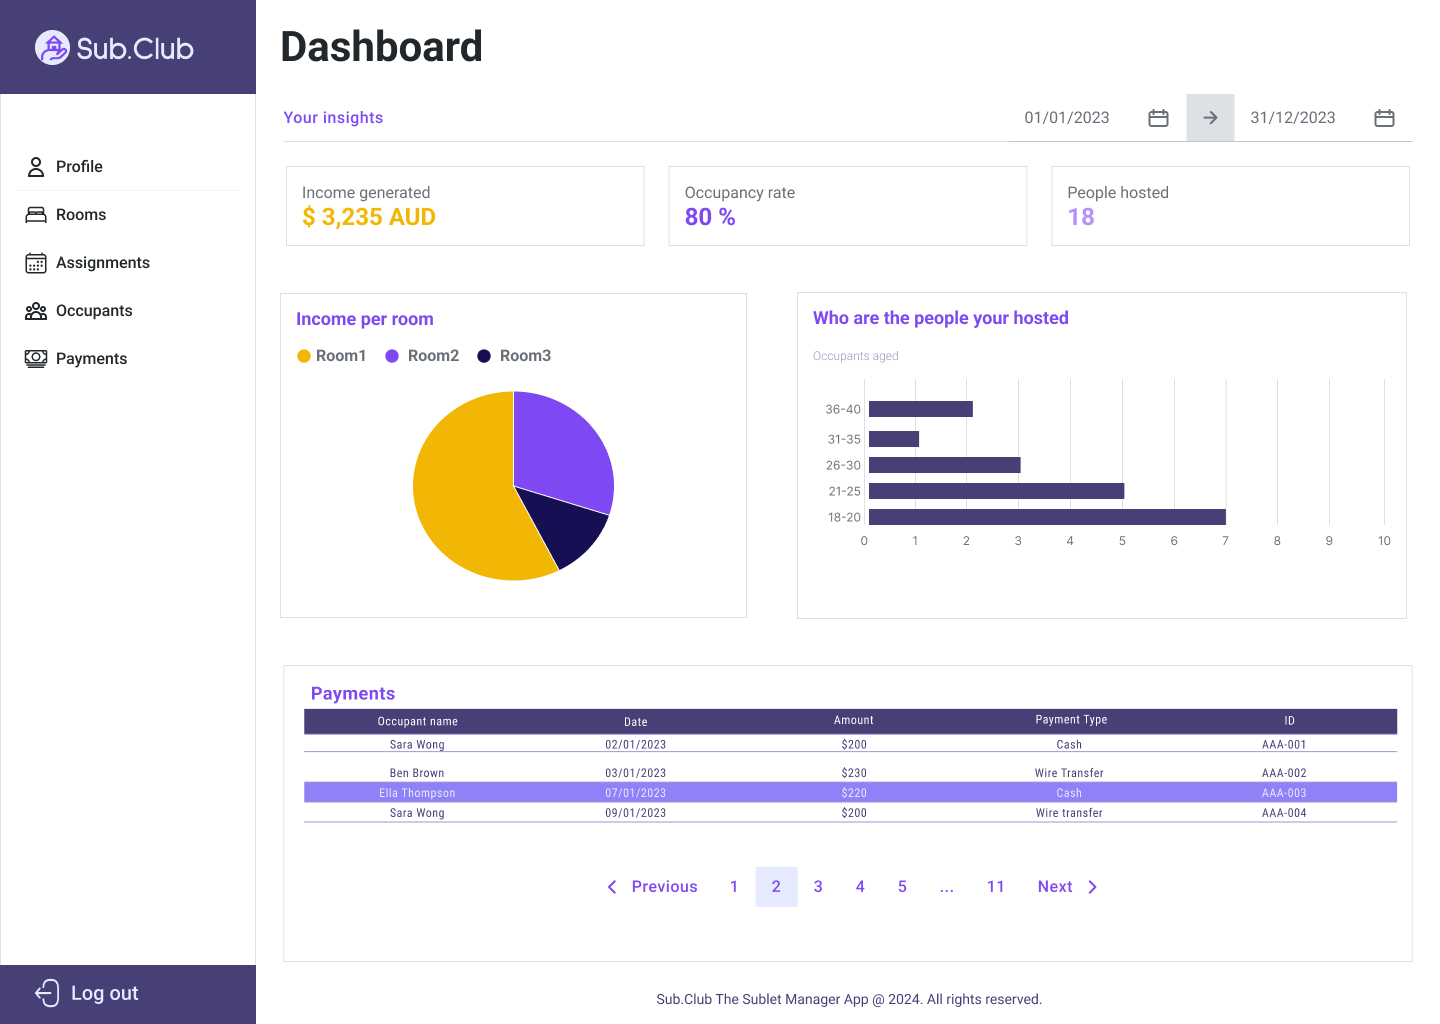 Sub.Club
Dashboard
Your insights
01/01/2023
31/12/2023
Profile
Rooms
Assignments
Occupants
Payments
Income generated
$ 3,235 AUD
Occupancy rate
80 %
People hosted
18
Income per room
Room1 Room2 Room3
Who are the people your hosted
Occupants aged
36-40
31-35
26-30
21-25
18-20
0 1 2 3 4 5 6 7 8 9 10
Payments
Occupant name Date Amount Payment Type ID
Sara Wong 02/01/2023 $200 Cash AAA-001
Ben Brown 03/01/2023 $230 Wire Transfer AAA-002
Ella Thompson 07/01/2023 $220 Cash AAA-003
Sara Wong 09/01/2023 $200 Wire transfer AAA-004
Previous 1 2 3 4 5 ... 11 Next
Log out
Sub.Club The Sublet Manager App @ 2024. All rights reserved.